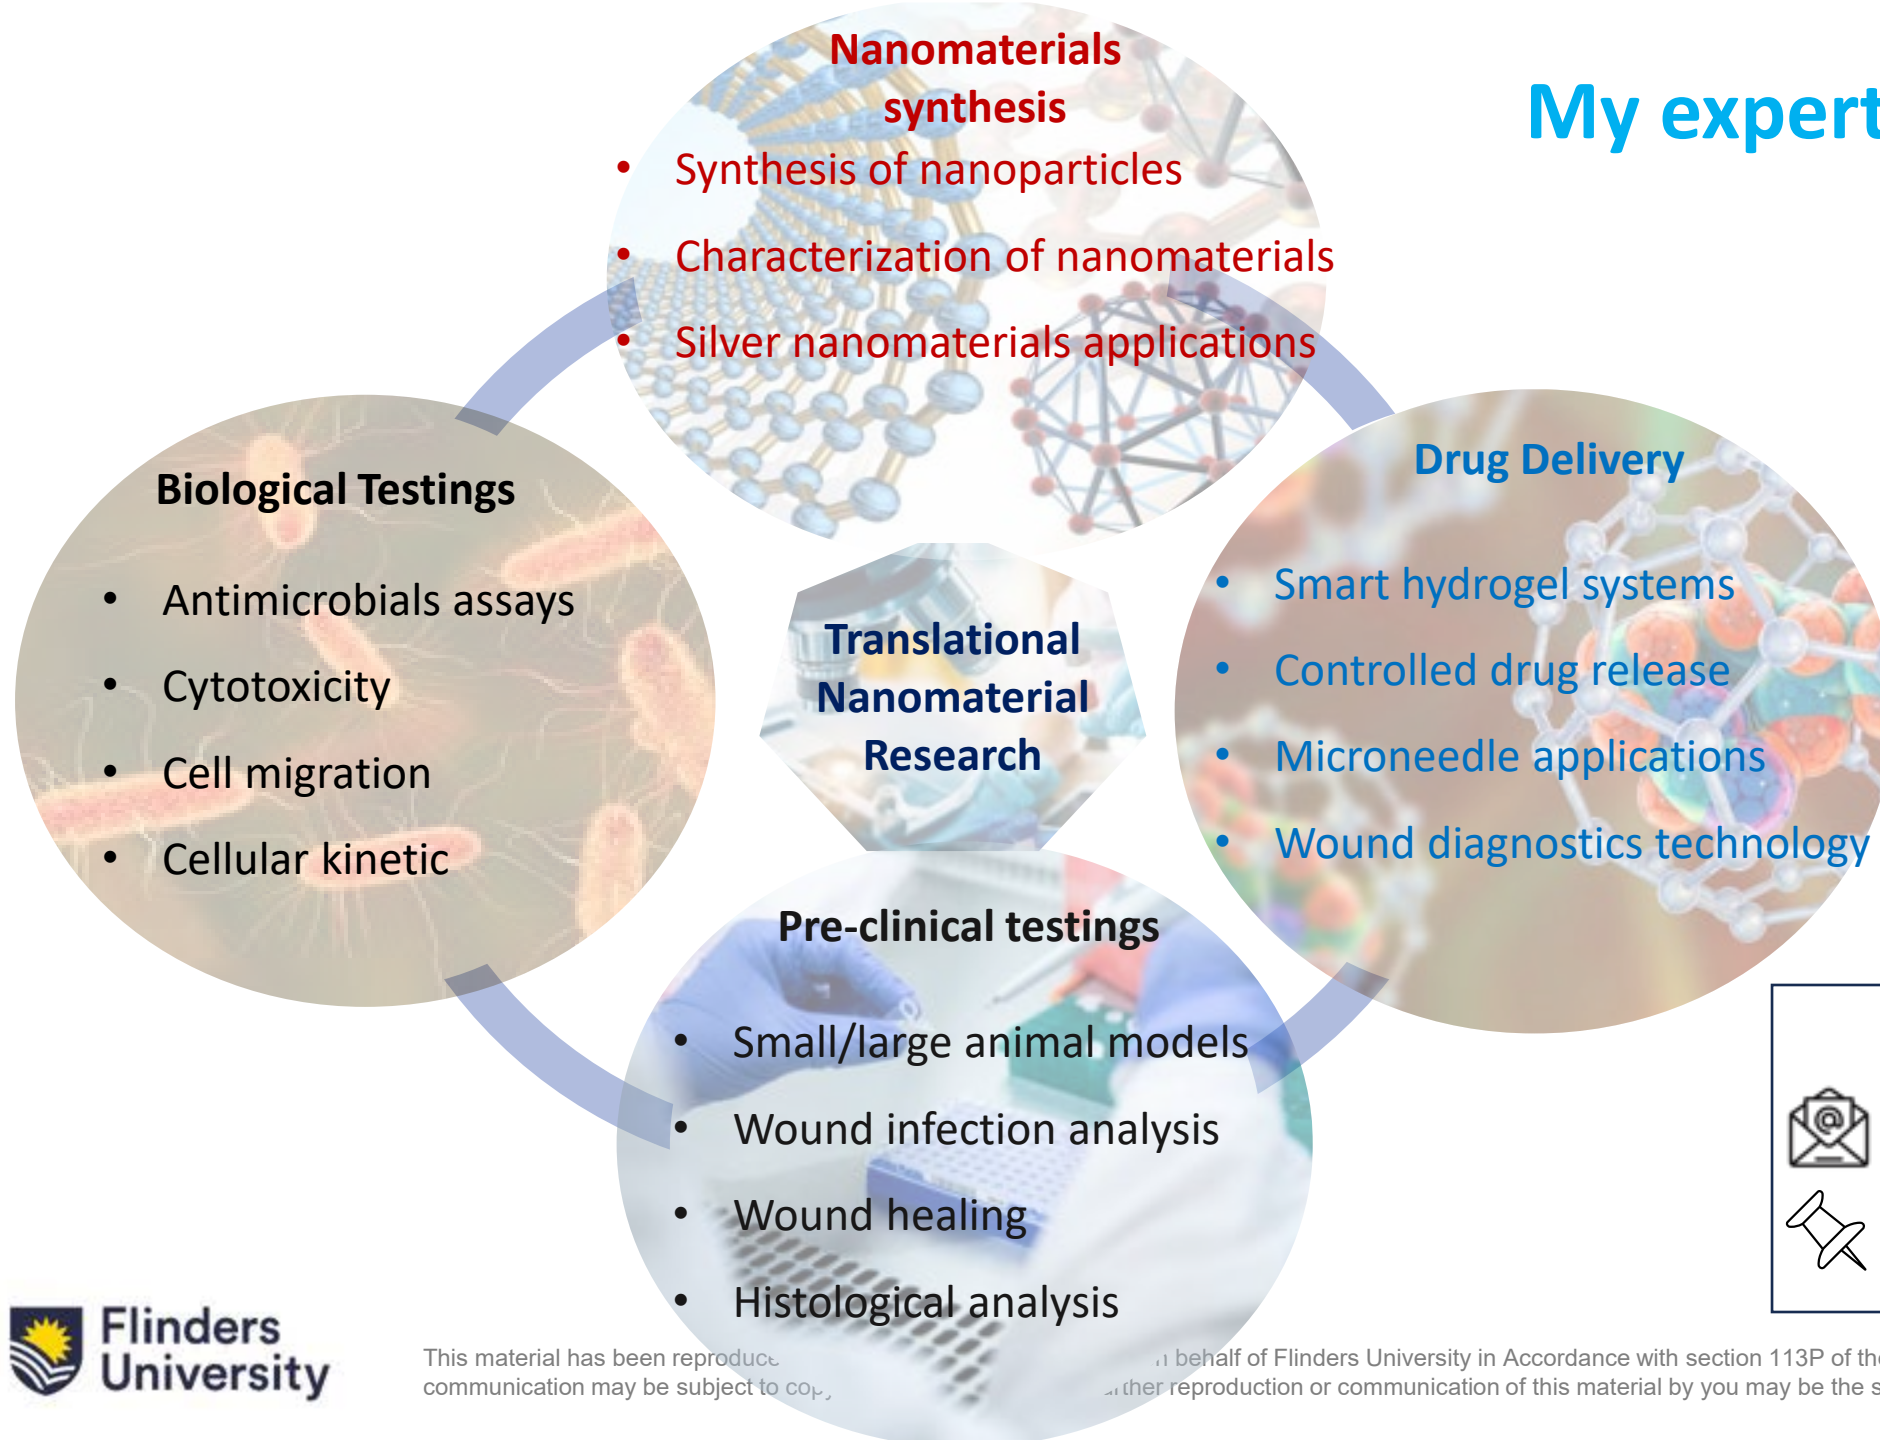 Nanomaterials
synthesis
• Synthesis of nanoparticles
• Characterization of nanomaterials
• Silver nanomaterials applications
My expert
Biological Testings
• Antimicrobials assays
• Cytotoxicity
• Cell migration
• Cellular kinetic
Translational
Nanomaterial
Research
Drug Delivery
• Smart hydrogel systems
• Controlled drug release
• Microneedle applications
• Wound diagnostics technology
Pre-clinical testings
• Small/large animal models
• Wound infection analysis
• Wound healing
• Histological analysis
Flinders
University
This material has been behalf of Flinders University in Accordance with section 113P of the
communication may be subject to reproduction or communication of this material by you may be the s